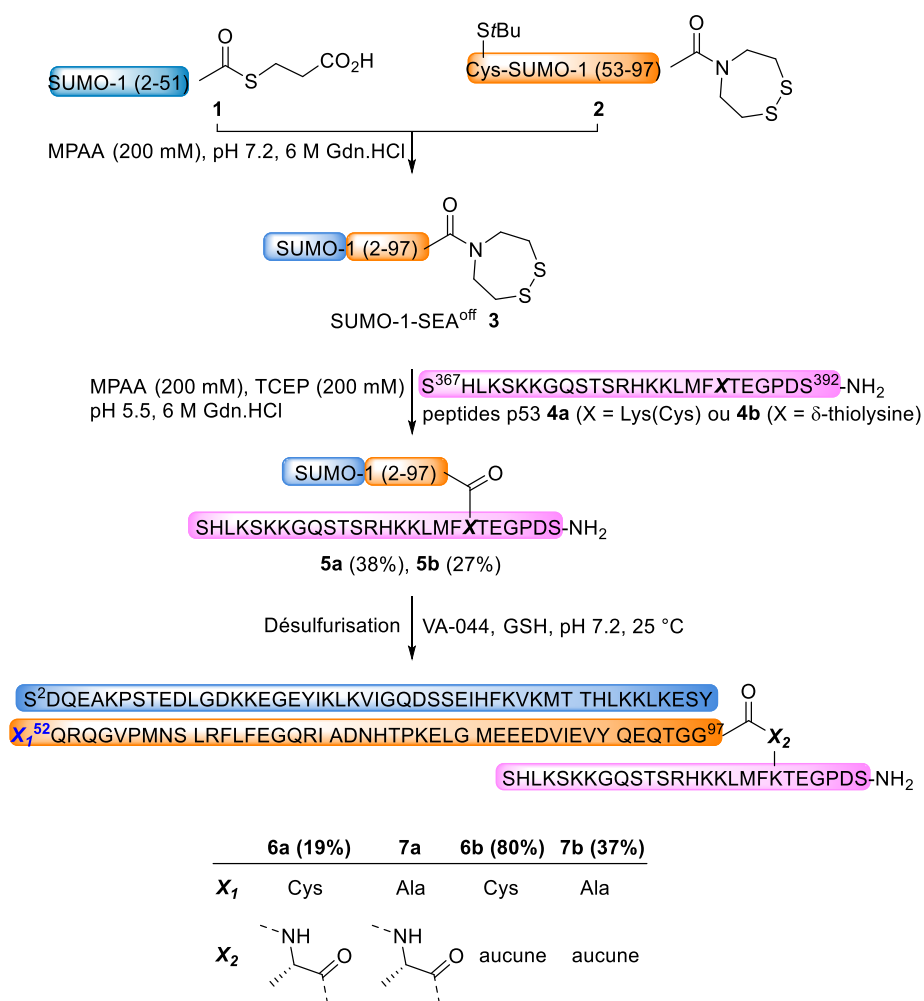 StBu
O
CO₂H
S
SUMO-1 (2-51)
1
Cys-SUMO-1 (53-97)
O
N
S
S
2
MPAA (200 mM), pH 7.2, 6 M Gdn.HCl
O
SUMO-1 (2-97)
N
S
S
SUMO-1-SEAᵒᶠᶠ 3
MPAA (200 mM), TCEP (200 mM)
pH 5.5, 6 M Gdn.HCl
S³⁶⁷HLKSKKGQSTSRHKKLMFXTEGPDS³⁹²-NH₂
peptides p53 4a (X = Lys(Cys) ou 4b (X = δ-thiolysine)
SUMO-1 (2-97)
O
SHLKSKKGQSTSRHKKLMFXTEGPDS-NH₂
5a (38%), 5b (27%)
Désulfurisation
VA-044, GSH, pH 7.2, 25 °C
S²DQEAKPSTEDLGDKKEGEYIKLKVIGQDSSEIHFKVKMT THLKKLKESY
O
X₁⁵²QRQGVPMNS LRFLFEGQRI ADNHTPKELG MEEEDVIEVY QEQTGG⁹⁷
X₂
SHLKSKKGQSTSRHKKLMFKTEGPDS-NH₂
6a (19%) 7a 6b (80%) 7b (37%)
X₁ Cys Ala Cys Ala
X₂ NH O NH O aucune aucune